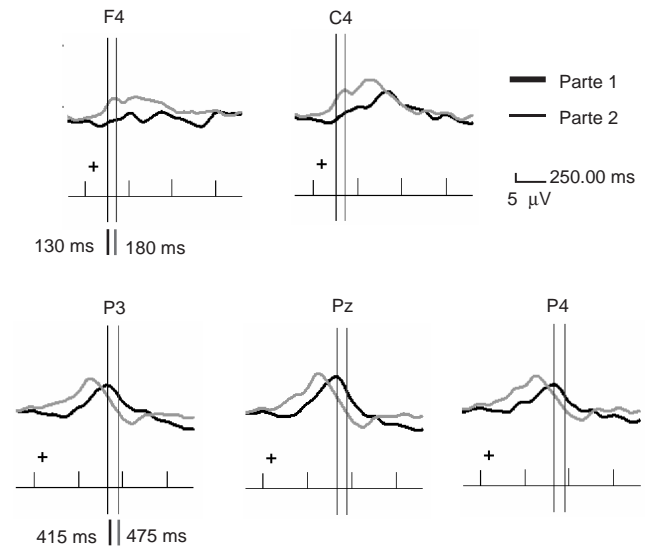 F4
C4
Parte 1
Parte 2
+
+
250.00 ms
5 μV
130 ms 180 ms
P3
Pz
P4
+
+
+
415 ms 475 ms